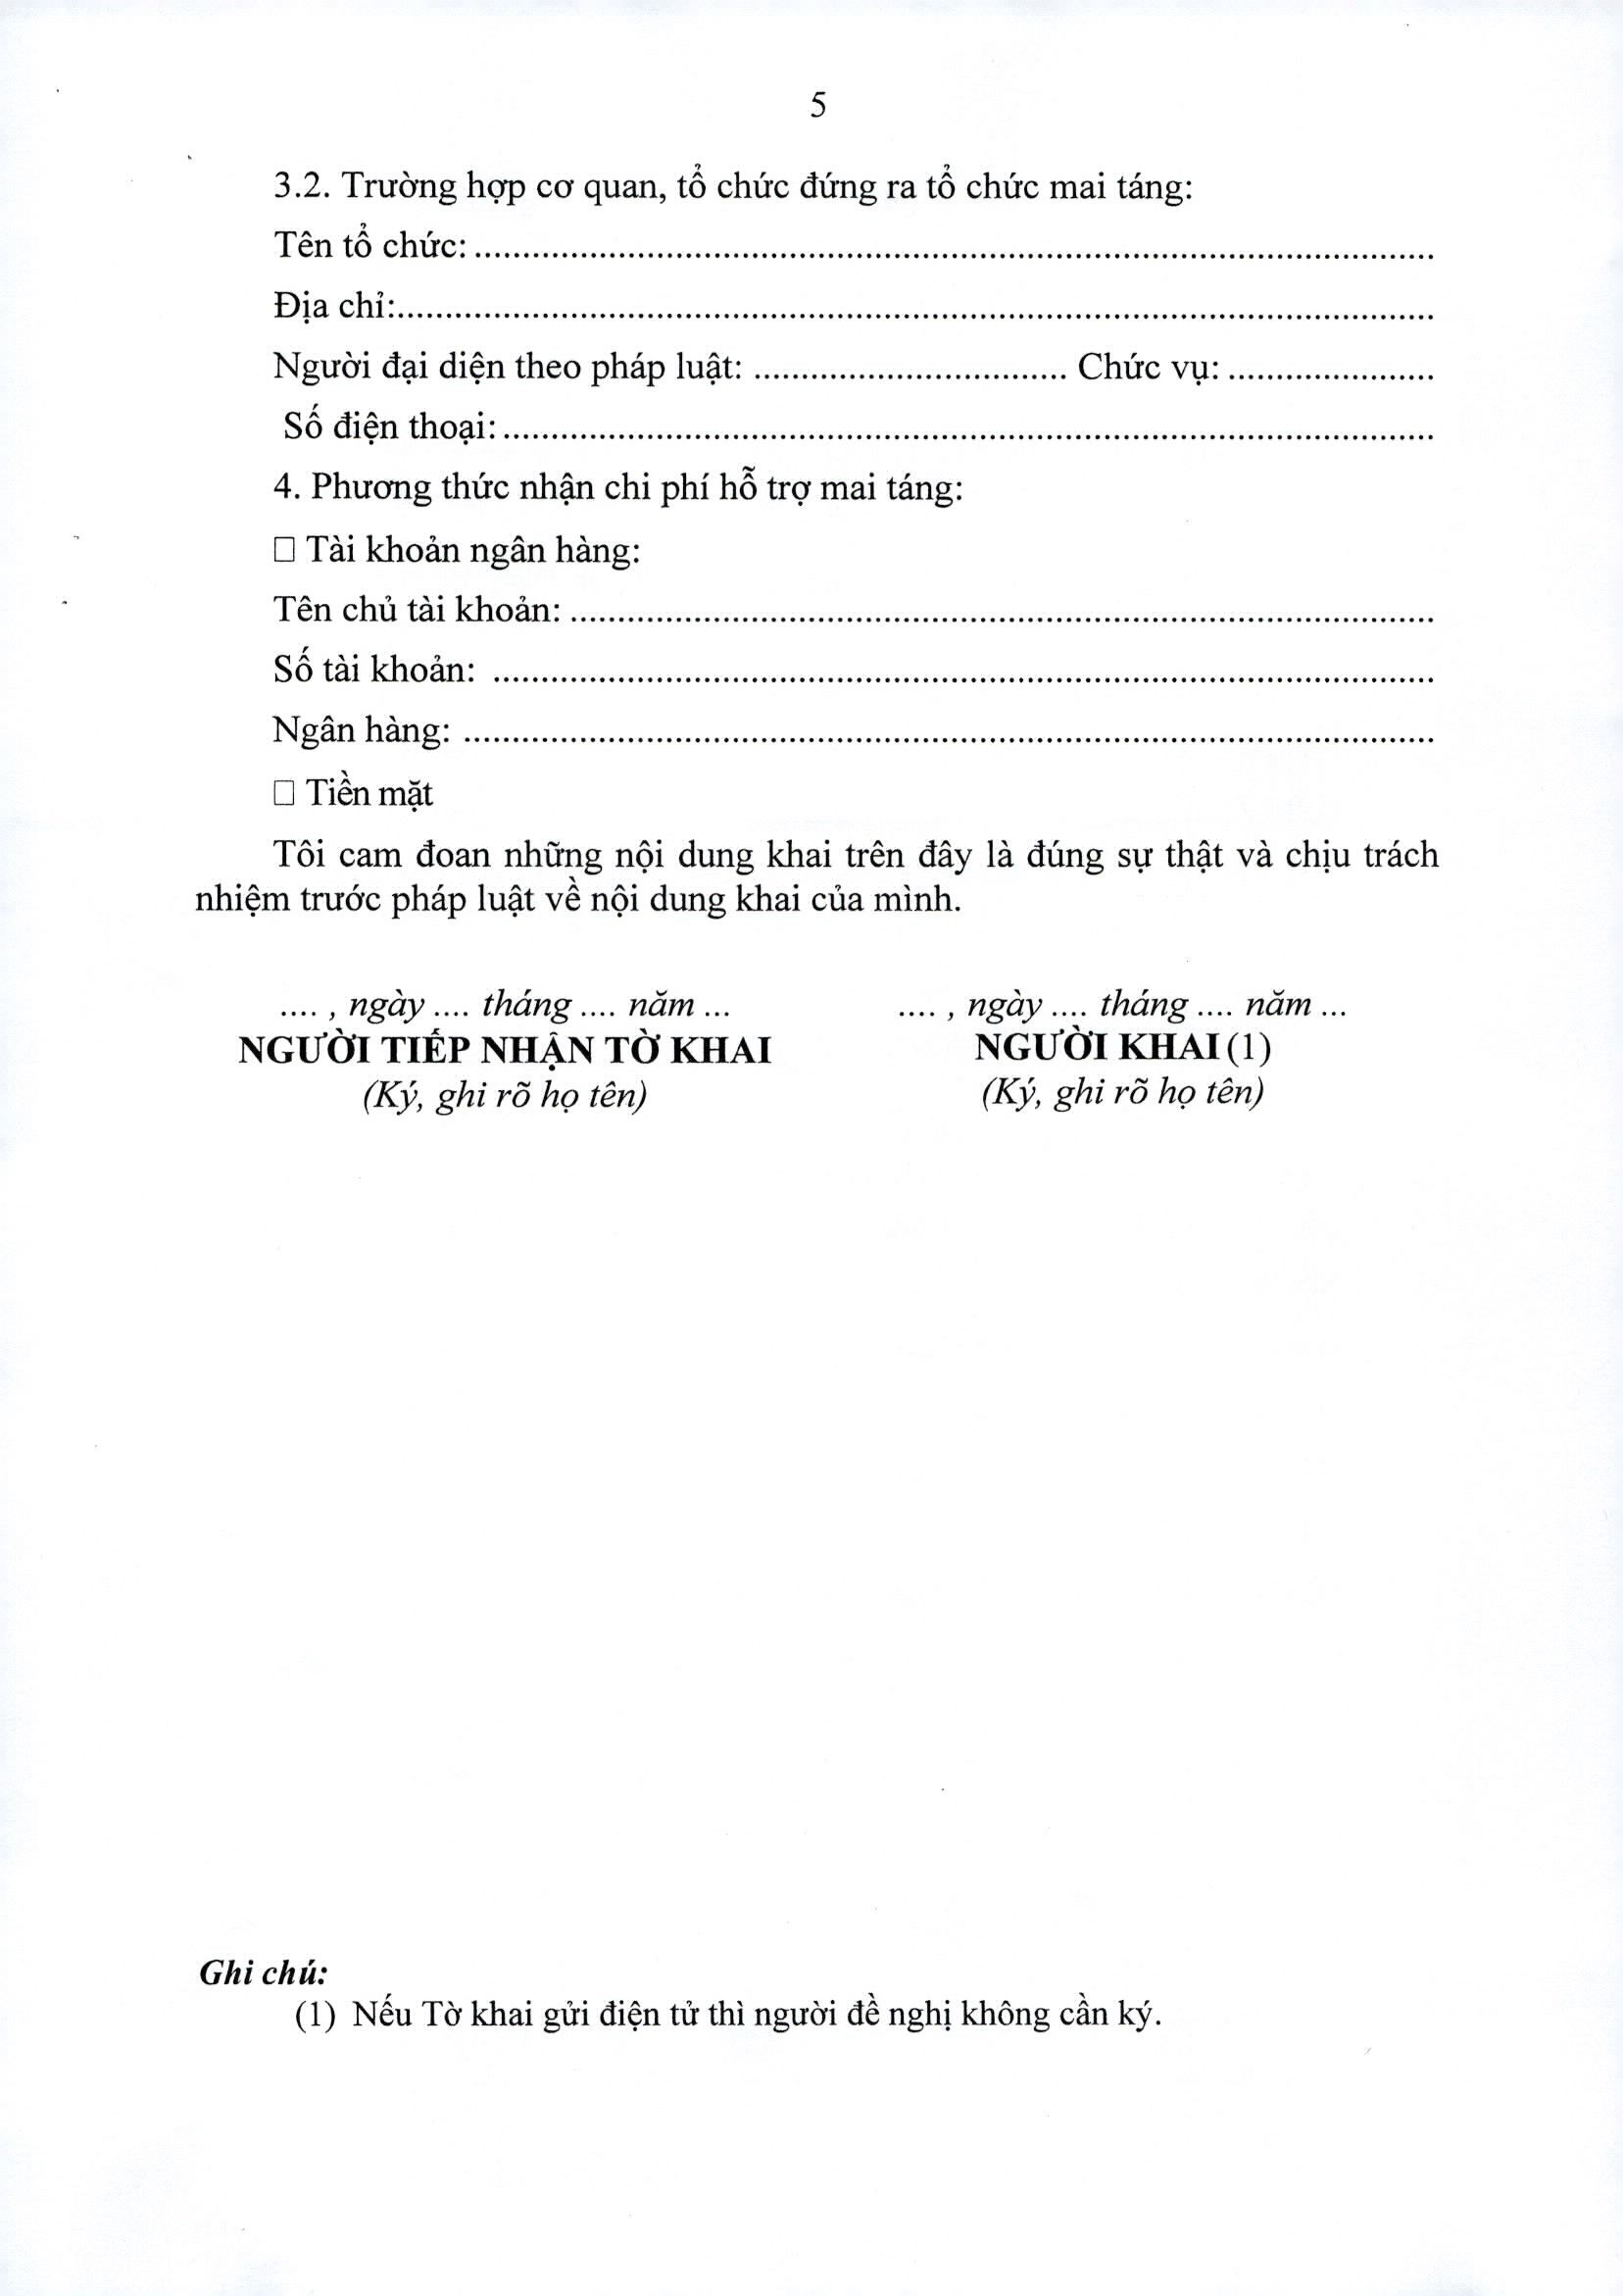 5
3.2. Trường hợp cơ quan, tổ chức đứng ra tổ chức mai táng:
Tên tổ chức: ..........................................................................................
Địa chỉ:..........................................................................................
Người đại diện theo pháp luật: ................................ Chức vụ: .....................
Số điện thoại: ..........................................................................................
4. Phương thức nhận chi phí hỗ trợ mai táng:
☐ Tài khoản ngân hàng:
Tên chủ tài khoản: ..........................................................................................
Số tài khoản: ..........................................................................................
Ngân hàng: ..........................................................................................
☐ Tiền mặt
Tôi cam đoan những nội dung khai trên đây là đúng sự thật và chịu trách
nhiệm trước pháp luật về nội dung khai của mình.
.... , ngày .... tháng .... năm ...
NGƯỜI TIẾP NHẬN TỜ KHAI
(Ký, ghi rõ họ tên)
.... , ngày .... tháng .... năm ...
NGƯỜI KHAI (1)
(Ký, ghi rõ họ tên)
Ghi chú:
(1) Nếu Tờ khai gửi điện tử thì người đề nghị không cần ký.